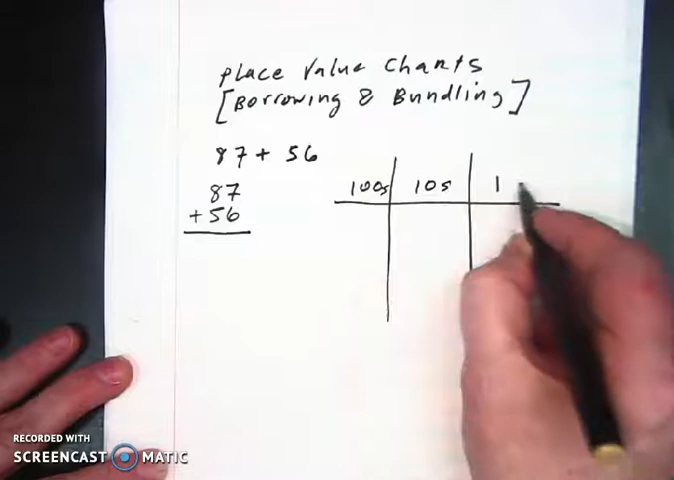 Place Value Charts
[Borrowing & Bundling]
87 + 56
87
+ 56
100s 10s 1
RECORDED WITH
SCREENCAST MATIC